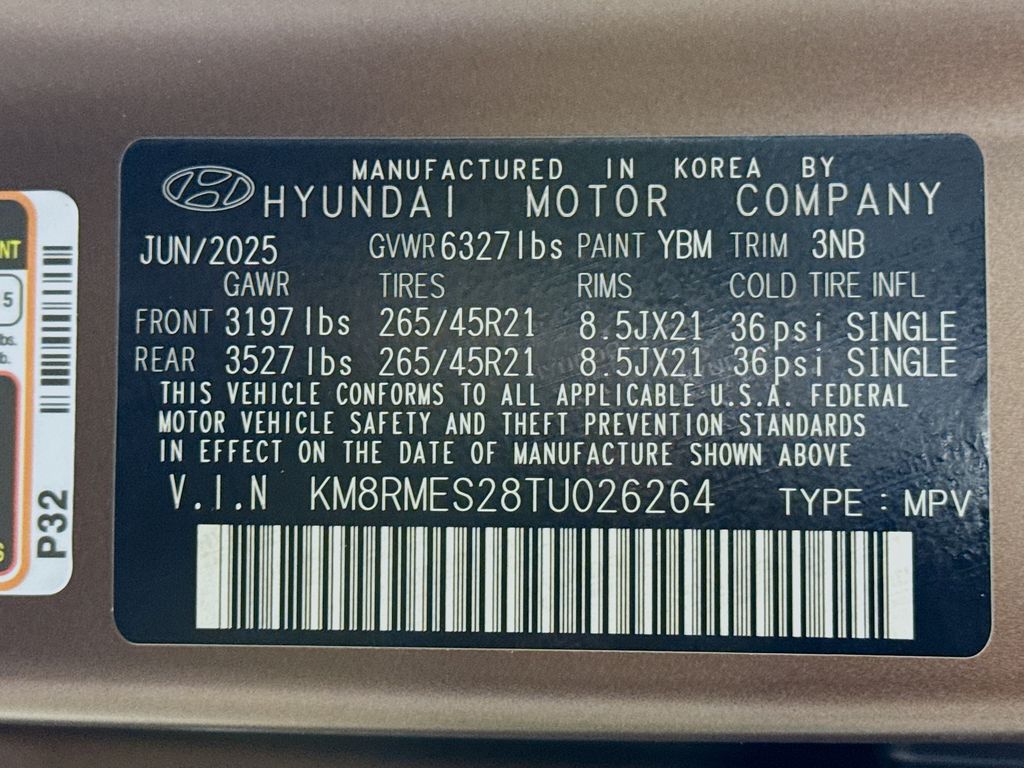 MANUFACTURED IN KOREA BY
HYUNDAI MOTOR COMPANY
JUN/2025 GVWR 6327lbs PAINT YBM TRIM 3NB
GAWR TIRES RIMS COLD TIRE INFL
FRONT 3197 lbs 265/45R21 8.5JX21 36psi SINGLE
REAR 3527 lbs 265/45R21 8.5JX21 36psi SINGLE
THIS VEHICLE CONFORMS TO ALL APPLICABLE U.S.A. FEDERAL
MOTOR VEHICLE SAFETY AND THEFT PREVENTION STANDARDS
IN EFFECT ON THE DATE OF MANUFACTURE SHOWN ABOVE
V.I.N KM8RMES28TU026264 TYPE : MPV
NT
5
lbs.
b.
S
P32